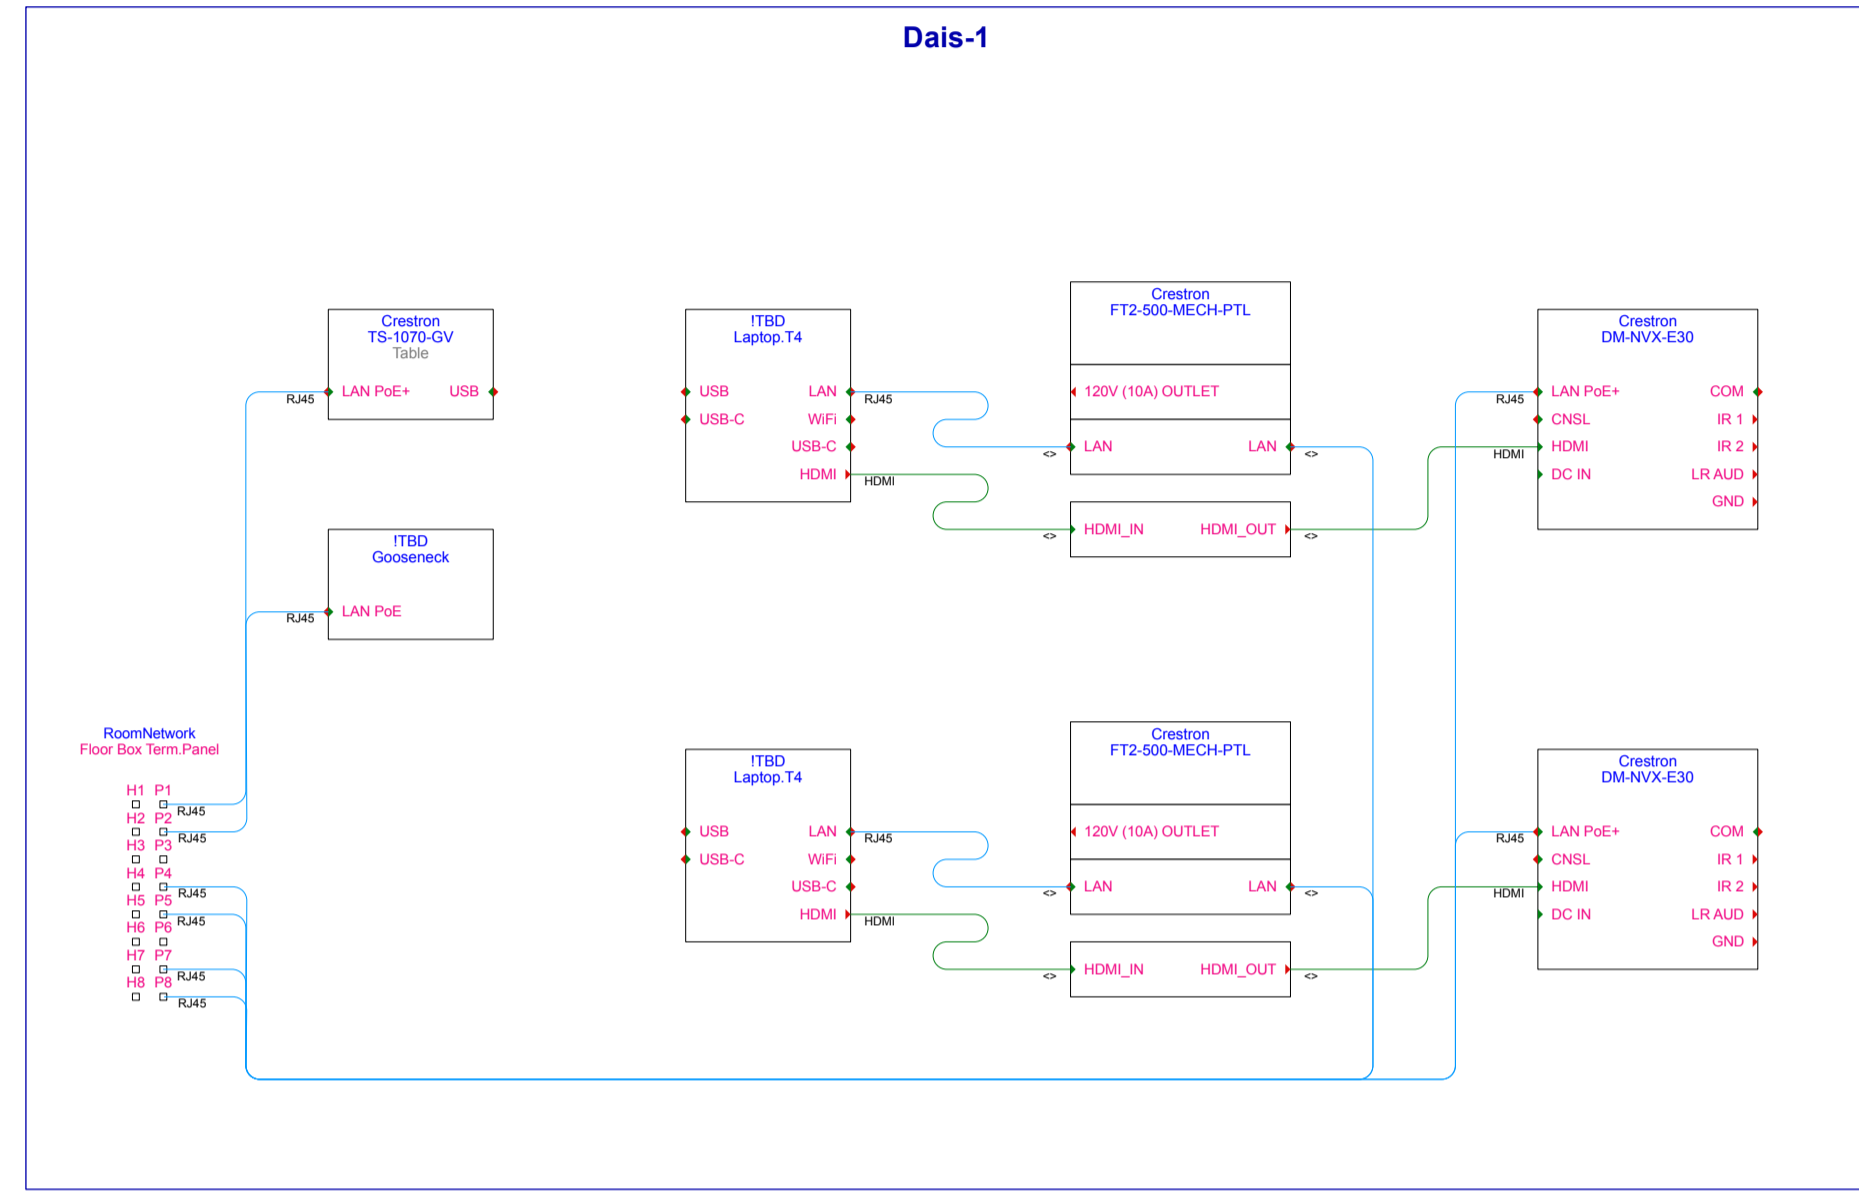 Dais-1
Crestron
TS-1070-GV
Table
LAN PoE+ USB
RJ45
!TBD
Gooseneck
LAN PoE
RJ45
RoomNetwork
Floor Box Term.Panel
H1 P1
RJ45
H2 P2
RJ45
H3 P3
H4 P4
RJ45
H5 P5
RJ45
H6 P6
H7 P7
RJ45
H8 P8
RJ45
!TBD
Laptop.T4
USB LAN
RJ45
USB-C WiFi
USB-C
HDMI
HDMI
Crestron
FT2-500-MECH-PTL
120V (10A) OUTLET
LAN LAN
<> <>
HDMI_IN HDMI_OUT
<> <>
Crestron
DM-NVX-E30
LAN PoE+ COM
RJ45
CNSL IR 1
HDMI IR 2
HDMI
DC IN LR AUD
GND
!TBD
Laptop.T4
USB LAN
RJ45
USB-C WiFi
USB-C
HDMI
HDMI
Crestron
FT2-500-MECH-PTL
120V (10A) OUTLET
LAN LAN
<> <>
HDMI_IN HDMI_OUT
<> <>
Crestron
DM-NVX-E30
LAN PoE+ COM
RJ45
CNSL IR 1
HDMI IR 2
HDMI
DC IN LR AUD
GND